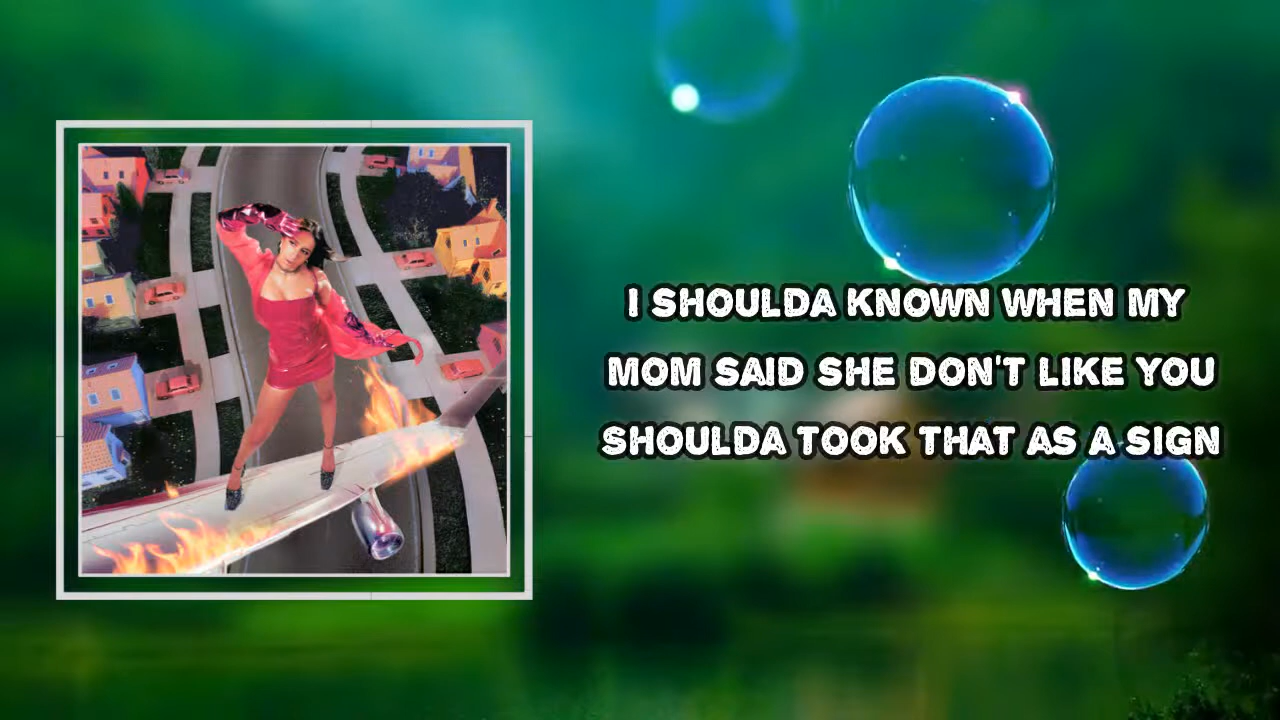 I SHOULDA KNOWN WHEN MY
MOM SAID SHE DON'T LIKE YOU
SHOULDA TOOK THAT AS A SIGN